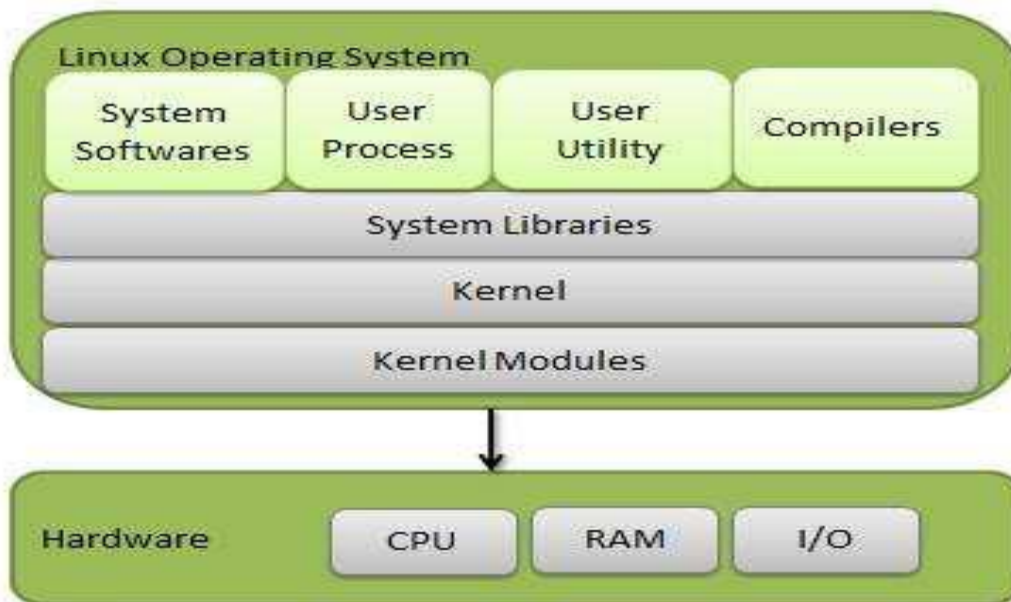 Linux Operating System
System
Softwares
User
Process
User
Utility
Compilers
System Libraries
Kernel
Kernel Modules
Hardware
CPU
RAM
I/O